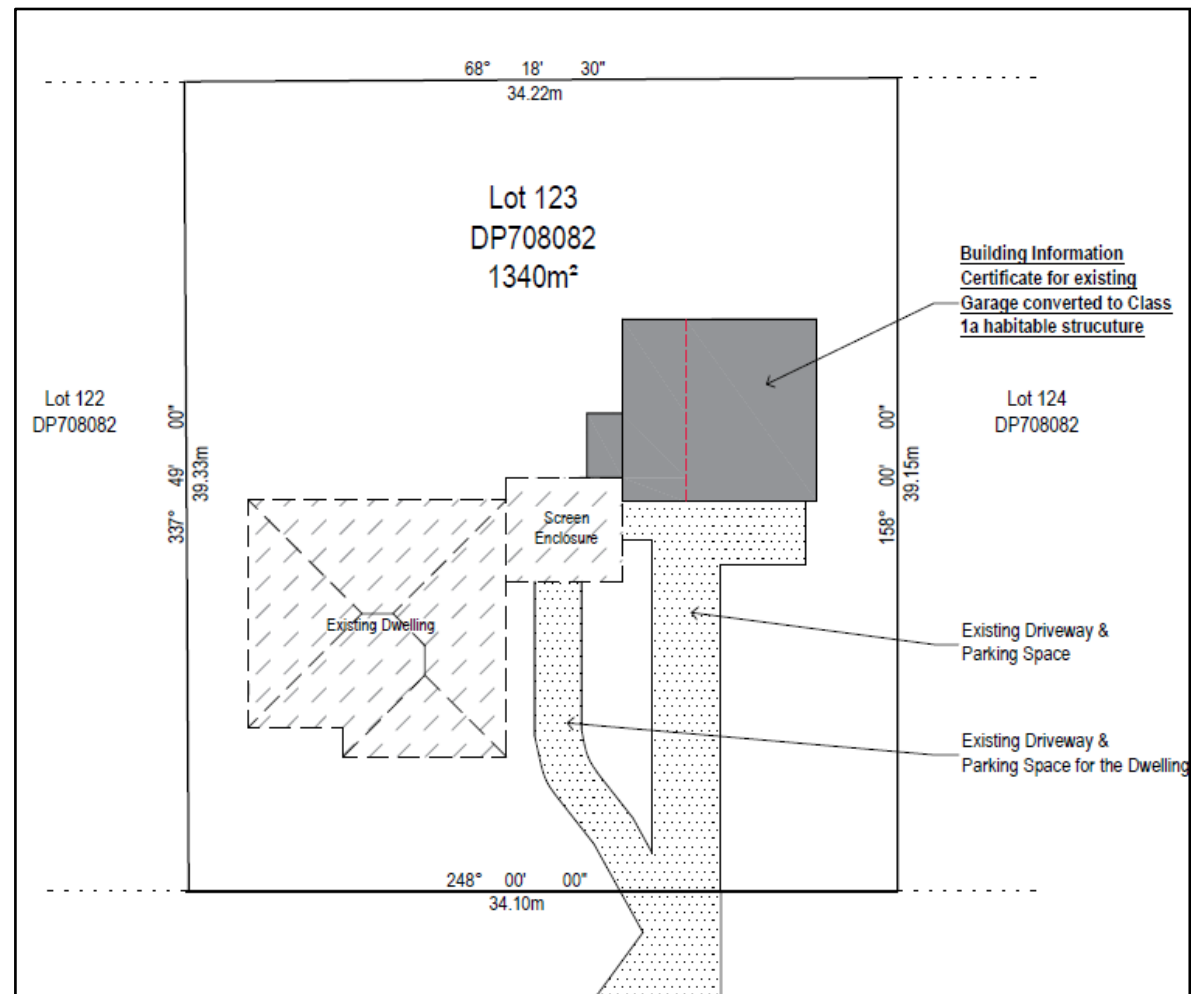 68° 18' 30"
34.22m
Lot 123
DP708082
1340m²
Building Information
Certificate for existing
Garage converted to Class
1a habitable strucuture
Lot 122
DP708082
337° 49' 00"
39.33m
Lot 124
DP708082
158° 00' 00"
39.15m
Screen
Enclosure
Existing Dwelling
Existing Driveway &
Parking Space
Existing Driveway &
Parking Space for the Dwelling
248° 00' 00"
34.10m